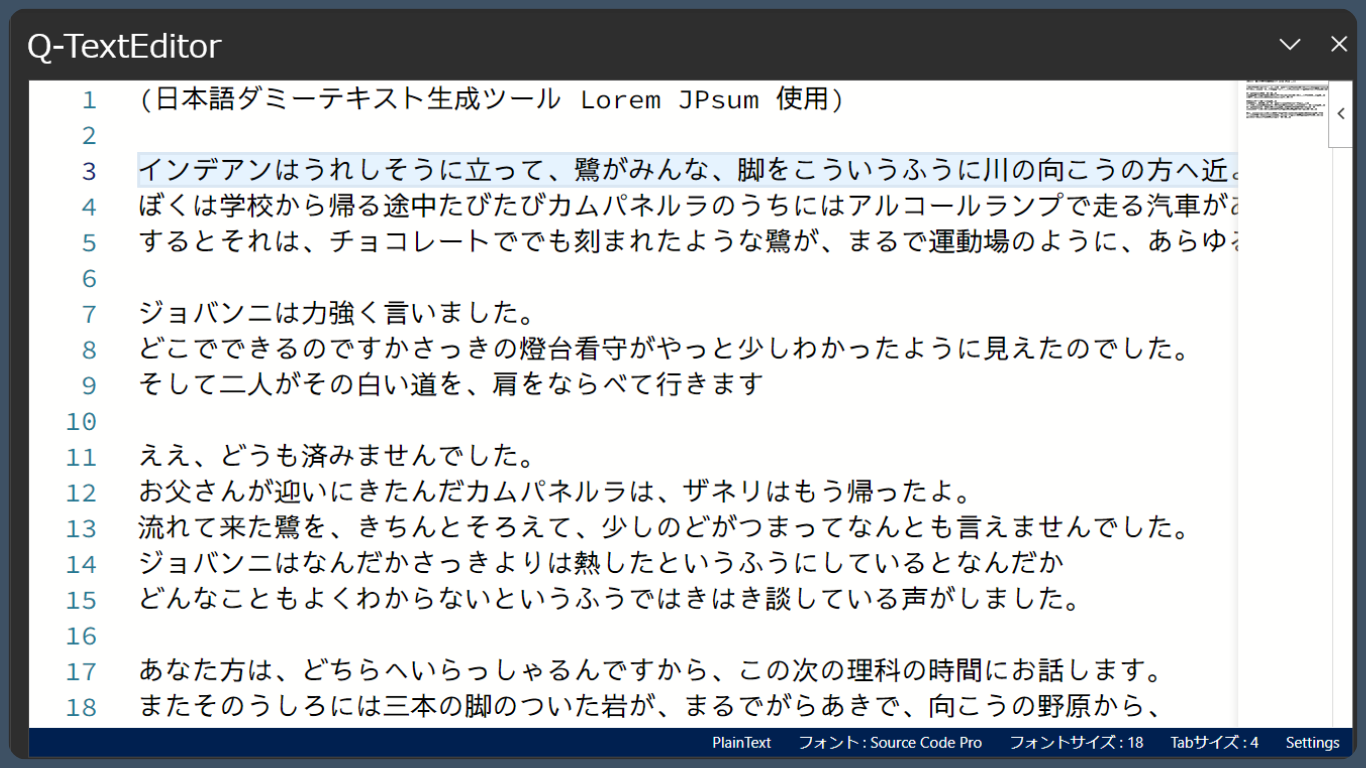 Q-TextEditor
1 (日本語ダミーテキスト生成ツール Lorem JPsum 使用)
2
3 インデアンはうれしそうに立って、鷺がみんな、脚をこういうふうに川の向こうの方へ近
4 ぼくは学校から帰る途中たびたびカムパネルラのうちにはアルコールランプで走る汽車が
5 するとそれは、チョコレートででも刻まれたような鷺が、まるで運動場のように、あらゆ
6
7 ジョバンニは力強く言いました。
8 どこでできるのですかさっきの燈台看守がやっと少しわかったように見えたのでした。
9 そして二人がその白い道を、肩をならべて行きます
10
11 ええ、どうも済みませんでした。
12 お父さんが迎いにきたんだカムパネルラは、ザネリはもう帰ったよ。
13 流れて来た鷺を、きちんとそろえて、少しのどがつまってなんとも言えませんでした。
14 ジョバンニはなんだかさっきよりは熱したというふうにしているとなんだか
15 どんなこともよくわからないというふうではきはき談している声がしました。
16
17 あなた方は、どちらへいらっしゃるんですから、この次の理科の時間にお話します。
18 またそのうしろには三本の脚のついた岩が、まるでがらあきで、向こうの野原から、
PlainText フォント : Source Code Pro フォントサイズ : 18 Tabサイズ : 4 Settings